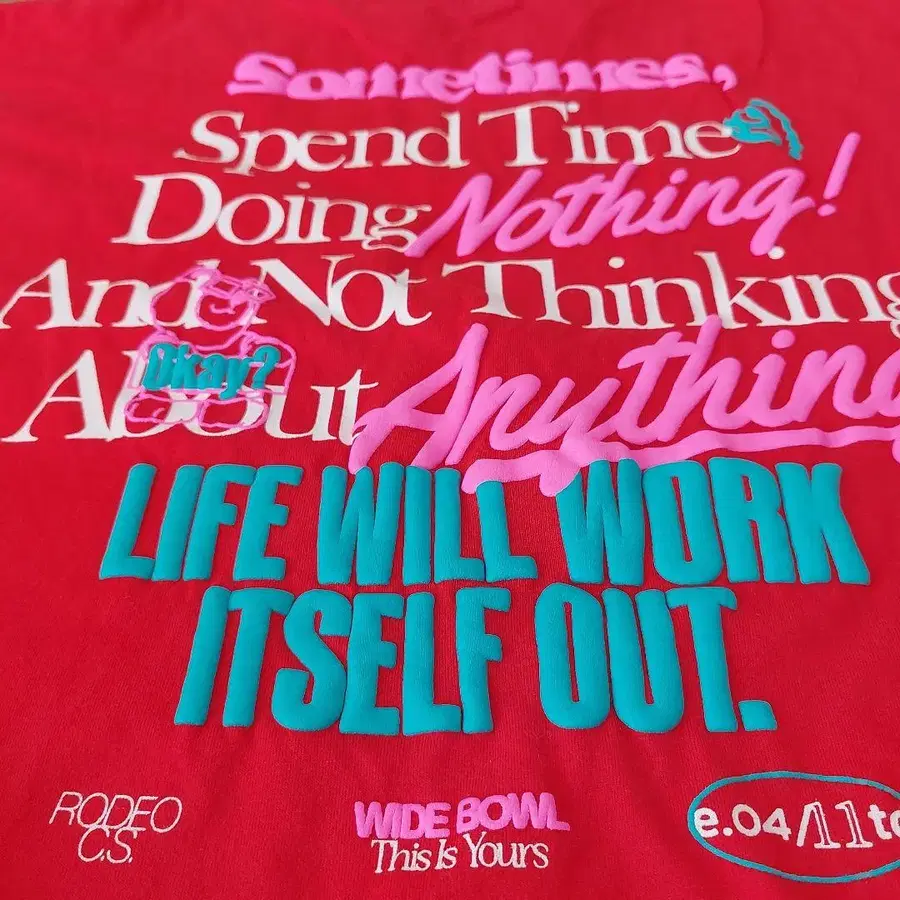 Sometimes,
Spend Time
Doing Nothing!
And Not Thinking
About Anything
Okay?
LIFE WILL WORK
ITSELF OUT.
RODEO
C.S.
WIDE BOWL
This Is Yours
e.04/11to